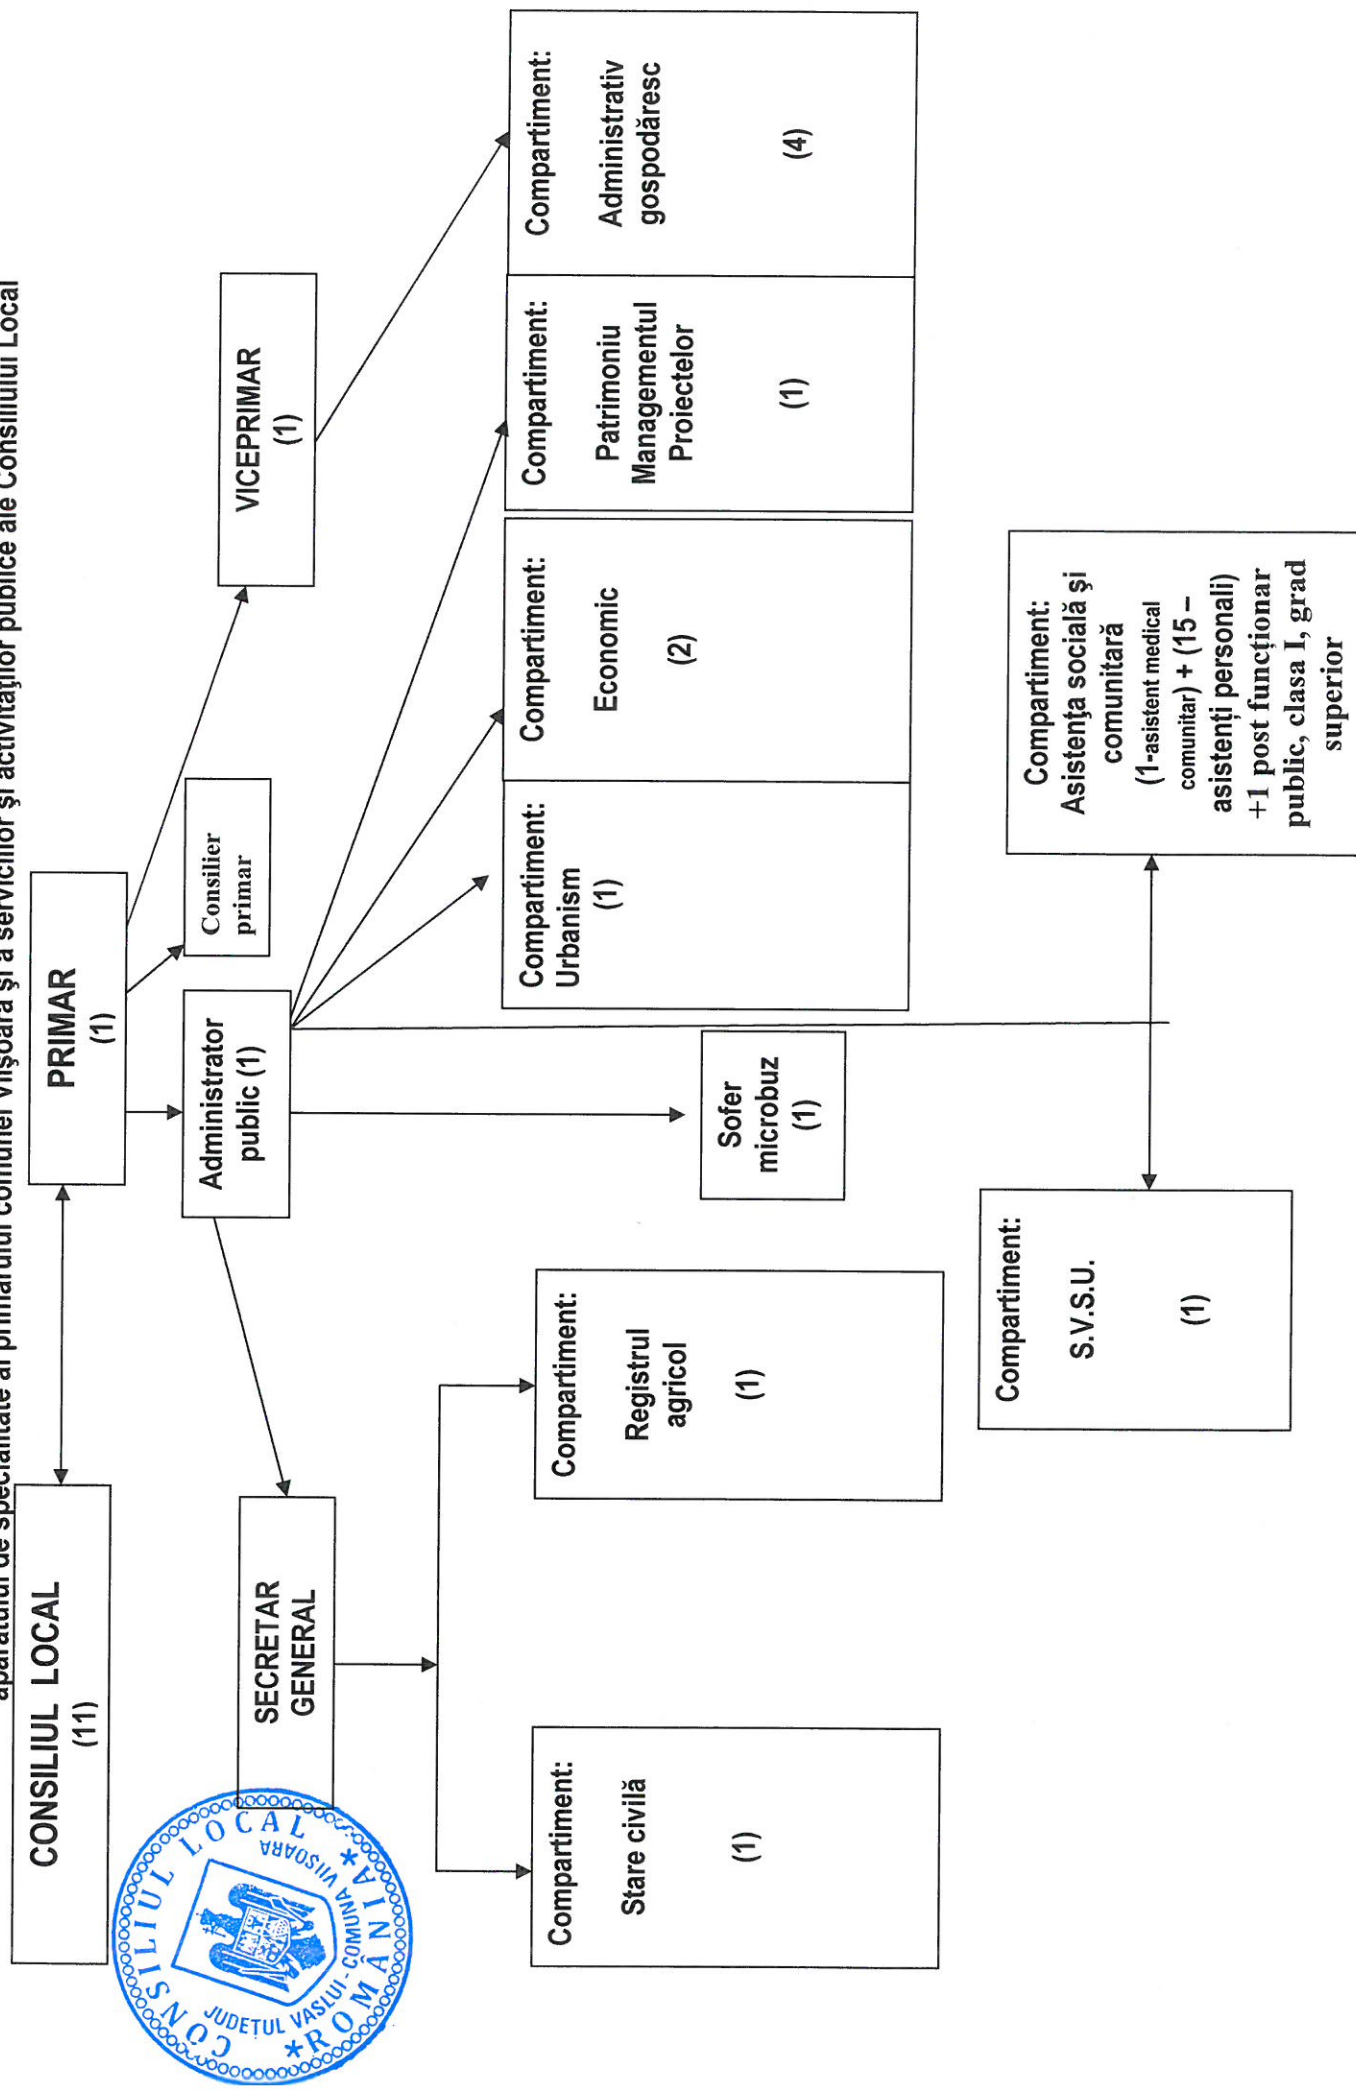 aparatului de specialitate al primarului comunei Viişoara şi a serviciilor şi activităţilor publice ale Consiliului Local
CONSILIUL LOCAL
(11)
PRIMAR
(1)
Administrator
public (1)
Consilier
primar
VICEPRIMAR
(1)
SECRETAR
GENERAL
CONSILIUL LOCAL
*ROMÂNIA*
JUDEŢUL VASLUI - COMUNA VIIŞOARA
Compartiment:
Stare civilă
(1)
Compartiment:
Registrul
agricol
(1)
Sofer
microbuz
(1)
Compartiment:
Urbanism
(1)
Compartiment:
Economic
(2)
Compartiment:
Patrimoniu
Managementul
Proiectelor
(1)
Compartiment:
Administrativ
gospodăresc
(4)
Compartiment:
S.V.S.U.
(1)
Compartiment:
Asistenţa socială şi
comunitară
(1-asistent medical
comunitar) + (15 –
asistenţi personali)
+1 post funcţionar
public, clasa I, grad
superior